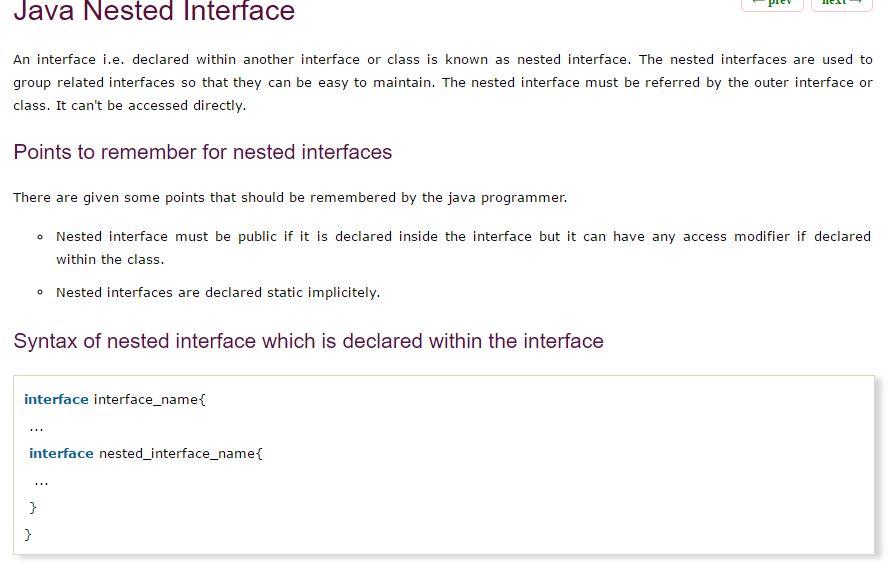 Java Nested Interface
← prev next →
An interface i.e. declared within another interface or class is known as nested interface. The nested interfaces are used to
group related interfaces so that they can be easy to maintain. The nested interface must be referred by the outer interface or
class. It can't be accessed directly.
Points to remember for nested interfaces
There are given some points that should be remembered by the java programmer.
Nested interface must be public if it is declared inside the interface but it can have any access modifier if declared
within the class.
Nested interfaces are declared static implicitely.
Syntax of nested interface which is declared within the interface
interface interface_name{
...
interface nested_interface_name{
...
}
}